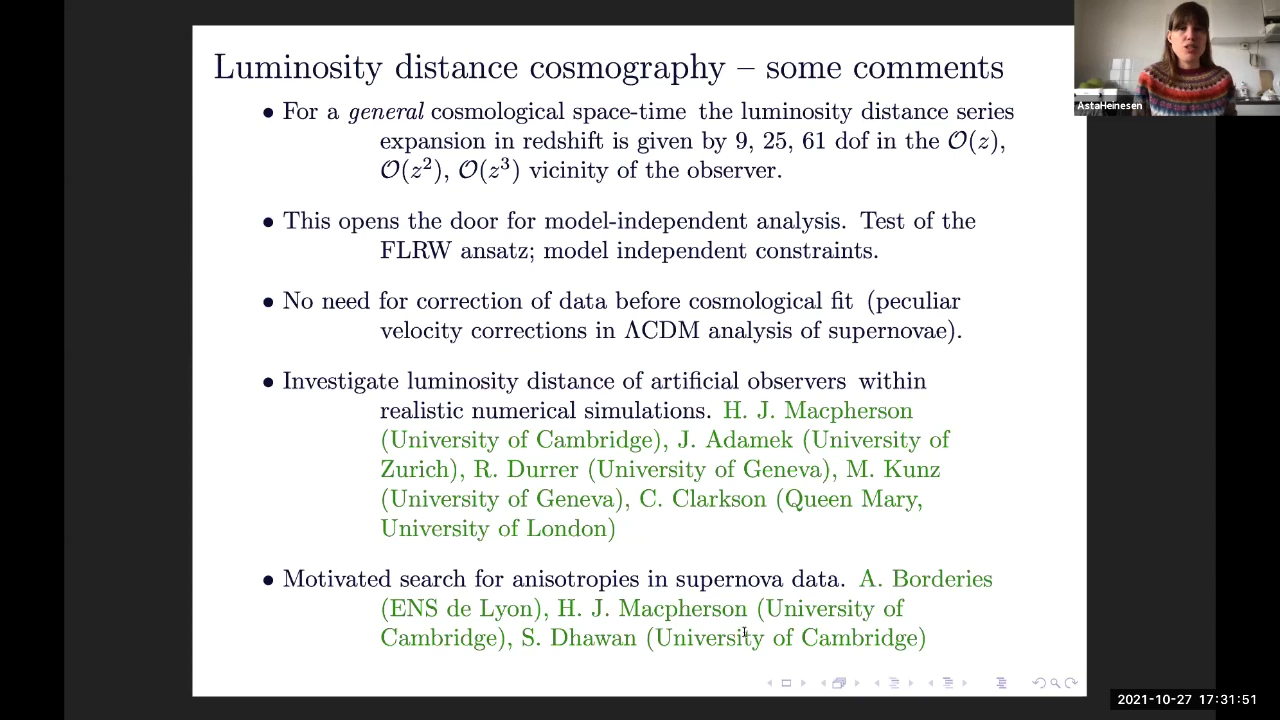 Luminosity distance cosmography – some comments
AstaHeinesen
• For a general cosmological space-time the luminosity distance series
expansion in redshift is given by 9, 25, 61 dof in the 𝒪(z),
𝒪(z²), 𝒪(z³) vicinity of the observer.
• This opens the door for model-independent analysis. Test of the
FLRW ansatz; model independent constraints.
• No need for correction of data before cosmological fit (peculiar
velocity corrections in ΛCDM analysis of supernovae).
• Investigate luminosity distance of artificial observers within
realistic numerical simulations. H. J. Macpherson
(University of Cambridge), J. Adamek (University of
Zurich), R. Durrer (University of Geneva), M. Kunz
(University of Geneva), C. Clarkson (Queen Mary,
University of London)
• Motivated search for anisotropies in supernova data. A. Borderies
(ENS de Lyon), H. J. Macpherson (University of
Cambridge), S. Dhawan (University of Cambridge)
2021-10-27 17:31:51